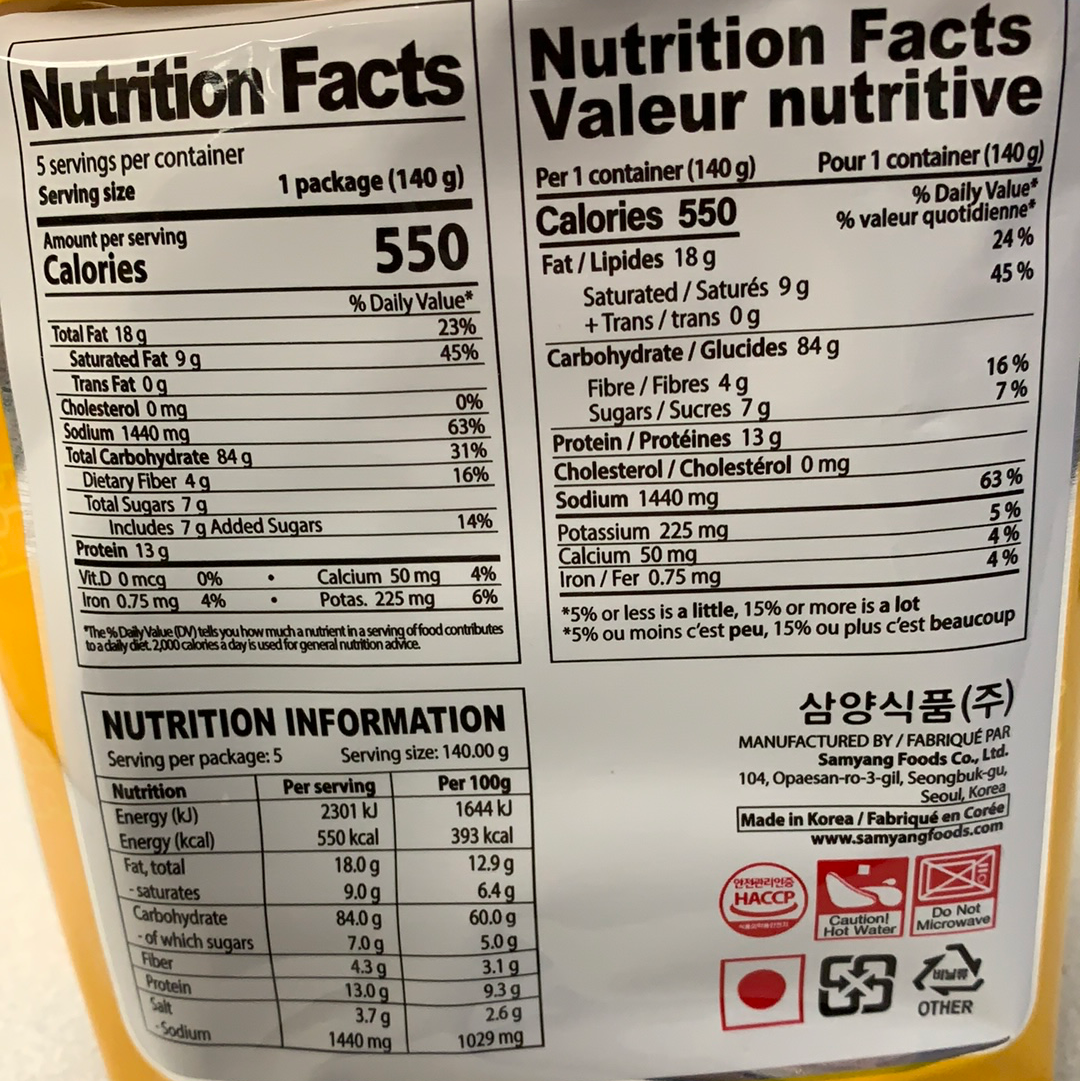 Nutrition Facts
5 servings per container
Serving size 1 package (140 g)
Amount per serving
Calories 550
% Daily Value*
Total Fat 18 g 23%
Saturated Fat 9 g 45%
Trans Fat 0 g
Cholesterol 0 mg 0%
Sodium 1440 mg 63%
Total Carbohydrate 84 g 31%
Dietary Fiber 4 g 16%
Total Sugars 7 g
Includes 7 g Added Sugars 14%
Protein 13 g
Vit.D 0 mcg 0% • Calcium 50 mg 4%
Iron 0.75 mg 4% • Potas. 225 mg 6%
*The % Daily Value (DV) tells you how much a nutrient in a serving of food contributes
to a daily diet. 2,000 calories a day is used for general nutrition advice.
Nutrition Facts
Valeur nutritive
Per 1 container (140 g) Pour 1 container (140 g)
Calories 550 % Daily Value*
% valeur quotidienne*
Fat / Lipides 18 g 24 %
Saturated / Saturés 9 g 45 %
+ Trans / trans 0 g
Carbohydrate / Glucides 84 g
Fibre / Fibres 4 g 16 %
Sugars / Sucres 7 g 7 %
Protein / Protéines 13 g
Cholesterol / Cholestérol 0 mg
Sodium 1440 mg 63 %
Potassium 225 mg 5 %
Calcium 50 mg 4 %
Iron / Fer 0.75 mg 4 %
*5% or less is a little, 15% or more is a lot
*5% ou moins c'est peu, 15% ou plus c'est beaucoup
NUTRITION INFORMATION
Serving per package: 5 Serving size: 140.00 g
Nutrition Per serving Per 100g
Energy (kJ) 2301 kJ 1644 kJ
Energy (kcal) 550 kcal 393 kcal
Fat, total 18.0 g 12.9 g
- saturates 9.0 g 6.4 g
Carbohydrate 84.0 g 60.0 g
- of which sugars 7.0 g 5.0 g
Fiber 4.3 g 3.1 g
Protein 13.0 g 9.3 g
Salt 3.7 g 2.6 g
- Sodium 1440 mg 1029 mg
삼양식품(주)
MANUFACTURED BY / FABRIQUÉ PAR
Samyang Foods Co., Ltd.
104, Opaesan-ro-3-gil, Seongbuk-gu,
Seoul, Korea
Made in Korea / Fabriqué en Corée
www.samyangfoods.com
안전관리인증
HACCP
Caution!
Hot Water
Do Not
Microwave
비닐류
OTHER